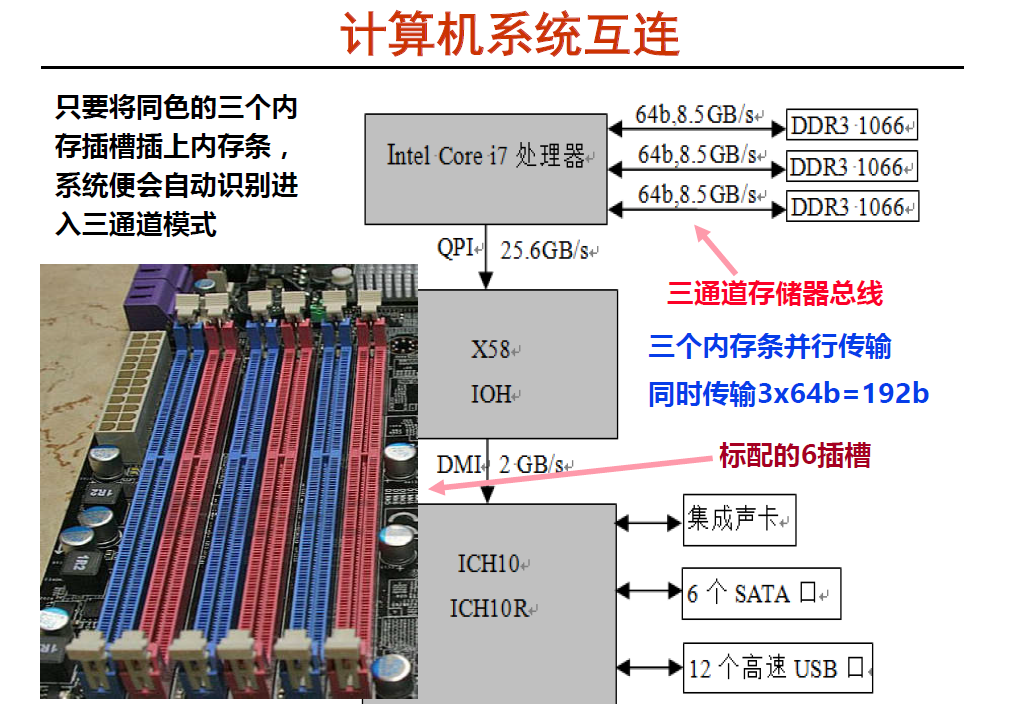 计算机系统互连
只要将同色的三个内
存插槽插上内存条，
系统便会自动识别进
入三通道模式
Intel Core i7 处理器
64b,8.5GB/s
DDR3 1066
64b,8.5GB/s
DDR3 1066
64b,8.5GB/s
DDR3 1066
QPI 25.6GB/s
三通道存储器总线
X58
IOH
三个内存条并行传输
同时传输3x64b=192b
DMI 2 GB/s
标配的6插槽
ICH10
ICH10R
集成声卡
6 个 SATA 口
12 个高速 USB 口
1R2
1R2